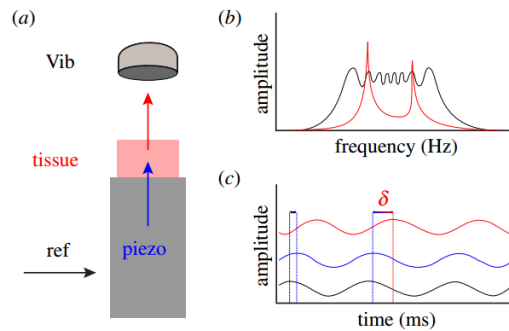 (a)
Vib
tissue
ref
piezo
(b)
amplitude
frequency (Hz)
(c)
δ
amplitude
time (ms)